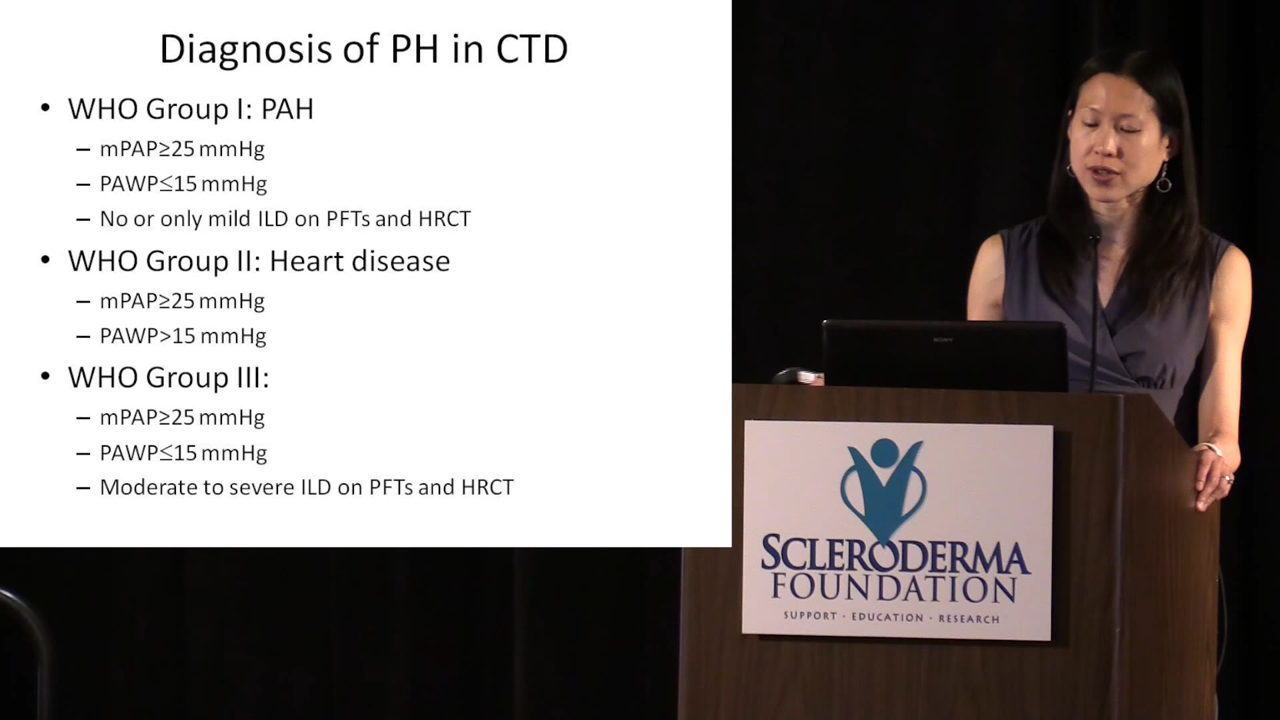 Diagnosis of PH in CTD
• WHO Group I: PAH
– mPAP≥25 mmHg
– PAWP≤15 mmHg
– No or only mild ILD on PFTs and HRCT
• WHO Group II: Heart disease
– mPAP≥25 mmHg
– PAWP>15 mmHg
• WHO Group III:
– mPAP≥25 mmHg
– PAWP≤15 mmHg
– Moderate to severe ILD on PFTs and HRCT
SONY
SCLERODERMA
FOUNDATION
SUPPORT · EDUCATION · RESEARCH